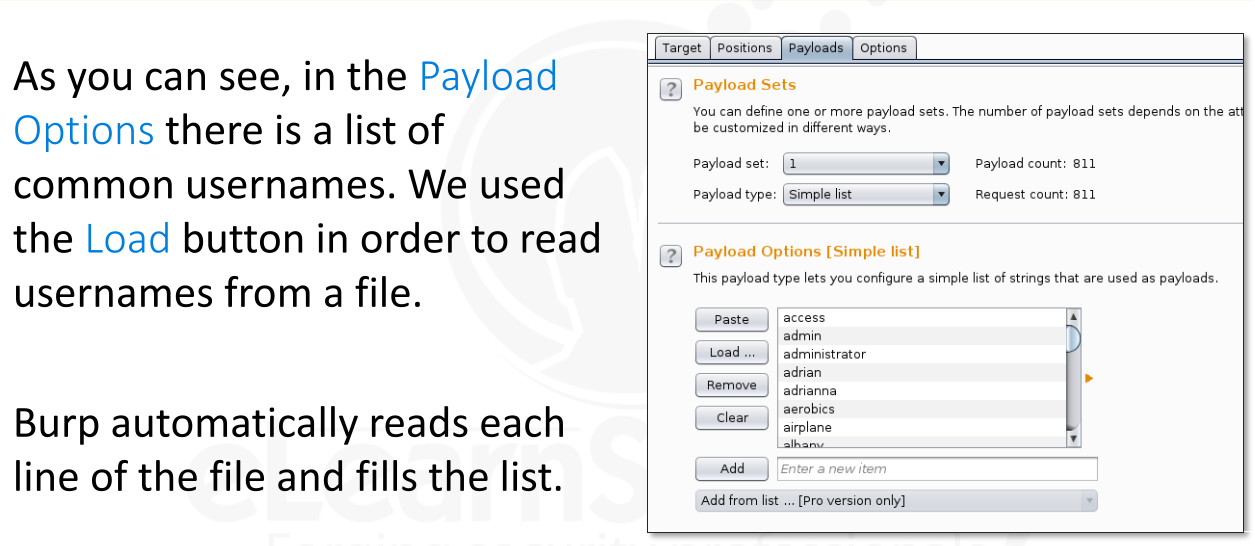 As you can see, in the Payload
Options there is a list of
common usernames. We used
the Load button in order to read
usernames from a file.
Burp automatically reads each
line of the file and fills the list.
Target Positions Payloads Options
? Payload Sets
You can define one or more payload sets. The number of payload sets depends on the att
be customized in different ways.
Payload set: 1 Payload count: 811
Payload type: Simple list Request count: 811
? Payload Options [Simple list]
This payload type lets you configure a simple list of strings that are used as payloads.
Paste
Load ...
Remove
Clear
access
admin
administrator
adrian
adrianna
aerobics
airplane
albany
Add Enter a new item
Add from list ... [Pro version only]
eLearnS